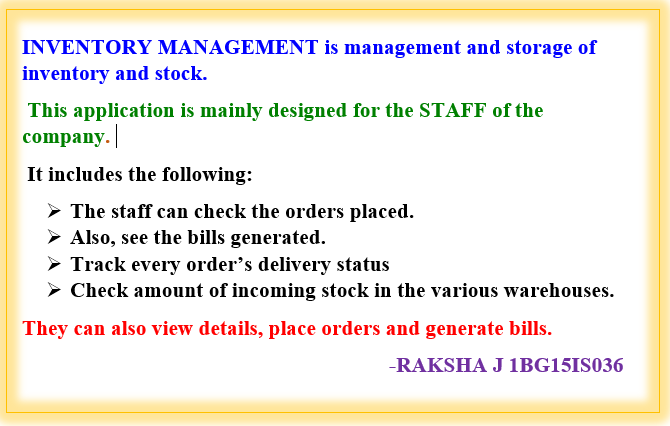 INVENTORY MANAGEMENT is management and storage of
inventory and stock.
This application is mainly designed for the STAFF of the
company.
It includes the following:
➢ The staff can check the orders placed.
➢ Also, see the bills generated.
➢ Track every order’s delivery status
➢ Check amount of incoming stock in the various warehouses.
They can also view details, place orders and generate bills.
-RAKSHA J 1BG15IS036